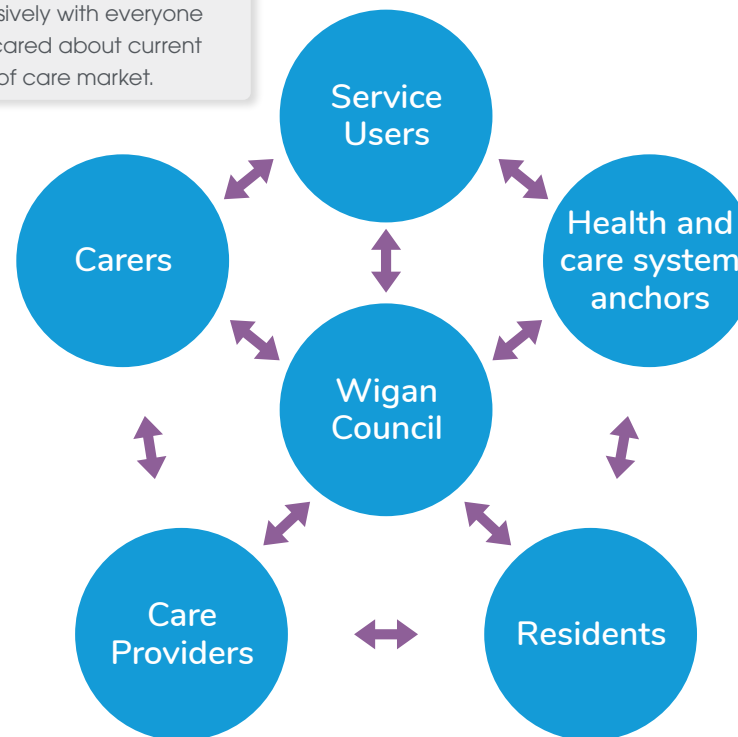 with everyone
cared about current
of care market.
Service
Users
Carers
Health and
care system
anchors
Wigan
Council
Care
Providers
Residents